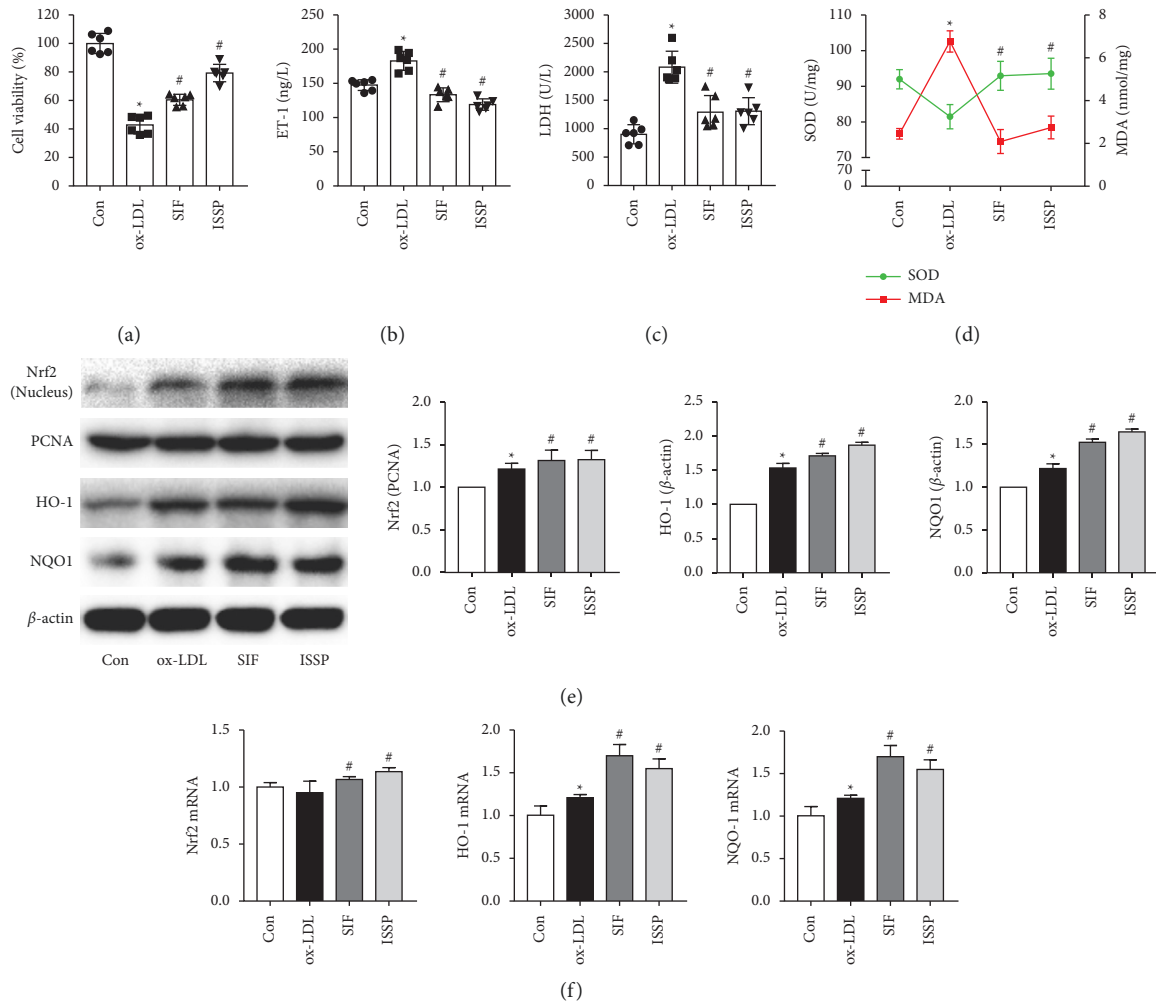 120
100
80
60
40
20
0
Cell viability (%)
*
#
#
Con
ox-LDL
SIF
ISSP
(a)
250
200
150
100
50
0
ET-1 (ng/L)
*
#
#
Con
ox-LDL
SIF
ISSP
(b)
3000
2500
2000
1500
1000
500
0
LDH (U/L)
*
#
#
Con
ox-LDL
SIF
ISSP
(c)
110
100
90
80
70
70
0
SOD (U/mg)
*
#
#
8
6
4
2
0
MDA (nmol/mg)
Con
ox-LDL
SIF
ISSP
SOD
MDA
(d)
Nrf2
(Nucleus)
PCNA
HO-1
NQO1
β-actin
Con ox-LDL SIF ISSP
2.0
1.5
1.0
0.5
0.0
Nrf2 (PCNA)
*
#
#
Con
ox-LDL
SIF
ISSP
2.5
2.0
1.5
1.0
0.5
0.0
HO-1 (β-actin)
*
#
#
Con
ox-LDL
SIF
ISSP
2.0
1.5
1.0
0.5
0.0
NQO1 (β-actin)
*
#
#
Con
ox-LDL
SIF
ISSP
(e)
1.5
1.0
0.5
0.0
Nrf2 mRNA
#
#
Con
ox-LDL
SIF
ISSP
2.0
1.5
1.0
0.5
0.0
HO-1 mRNA
*
#
#
Con
ox-LDL
SIF
ISSP
2.0
1.5
1.0
0.5
0.0
NQO-1 mRNA
*
#
#
Con
ox-LDL
SIF
ISSP
(f)